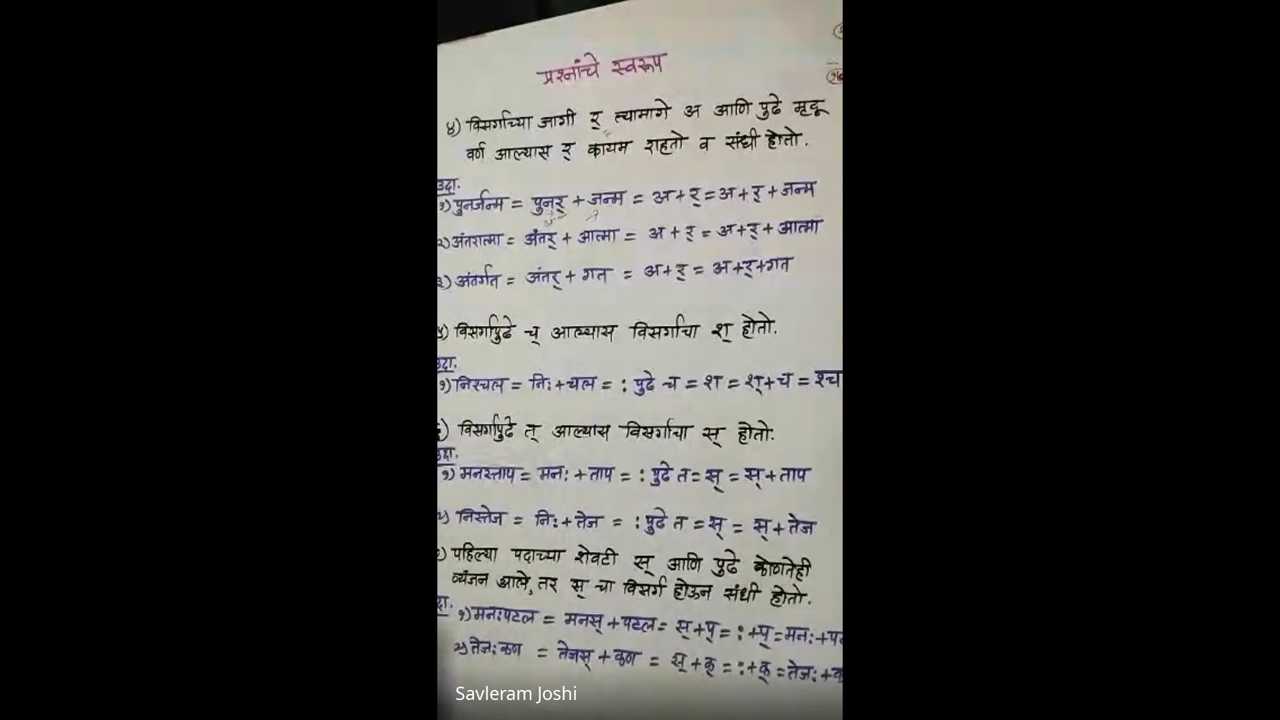 प्रश्नांचे स्वरूप
४) विसर्गाच्या जागी र् त्यामागे अ आणि पुढे मृदू
वर्ण आल्यास र् कायम राहतो व संधी होतो.
उदा.
१) पुनर्जन्म = पुनर् + जन्म = अ + र् = अ + र् + जन्म
२) अंतरात्मा = अंतर् + आत्मा = अ + र् = अ + र् + आत्मा
३) अंतर्गत = अंतर् + गत = अ + र् = अ + र् + गत
५) विसर्गापुढे च् आल्यास विसर्गाचा श् होतो.
उदा.
१) निश्चल = निः + चल = : पुढे च = श = श् + च = श्च
६) विसर्गापुढे त् आल्यास विसर्गाचा स् होतो.
उदा.
१) मनस्ताप = मनः + ताप = : पुढे त = स् = स् + ताप
२) निस्तेज = निः + तेज = : पुढे त = स् = स् + तेज
पहिल्या पदाच्या शेवटी स् आणि पुढे कोणतेही
व्यंजन आले, तर स् चा विसर्ग होऊन संधी होतो.
१) मनःपटल = मनस् + पटल = स् + प् = : + प् = मनः +
२) तेजःकण = तेजस् + कण = स् + क् = : + क् = तेजः +
Savleram Joshi